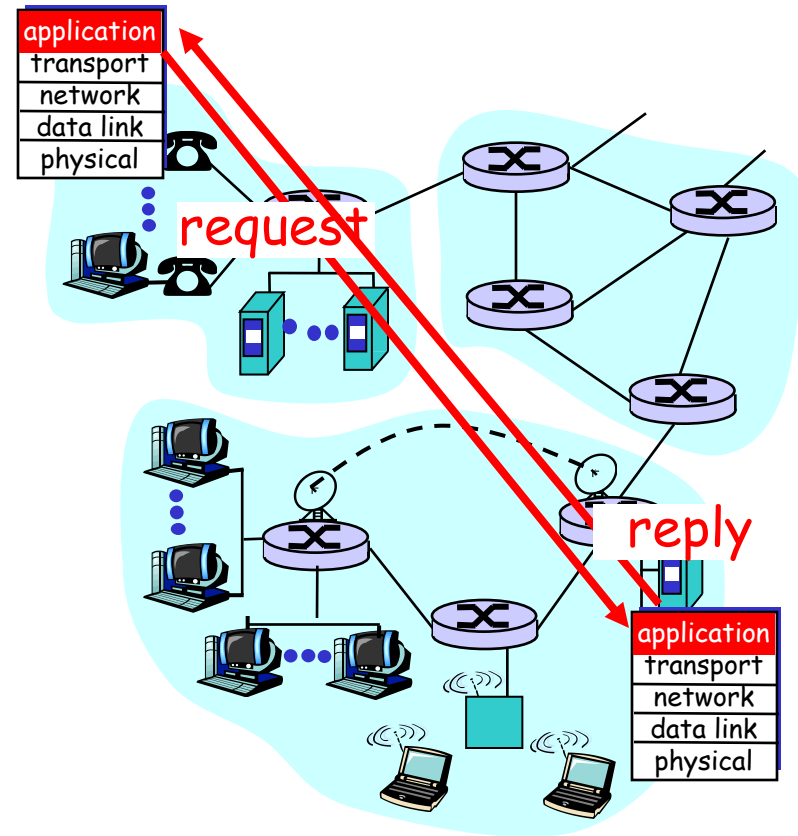 application
transport
network
data link
physical
request
reply
application
transport
network
data link
physical